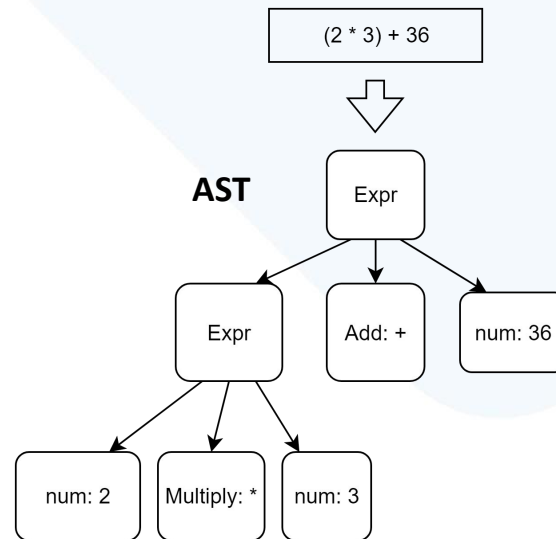 (2 * 3) + 36
AST
Expr
Expr
Add: +
num: 36
num: 2
Multiply: *
num: 3